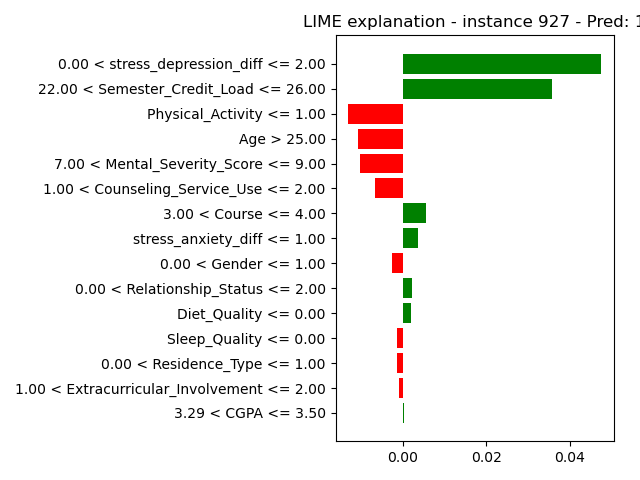 LIME explanation - instance 927 - Pred: 1
0.00 < stress_depression_diff <= 2.00
22.00 < Semester_Credit_Load <= 26.00
Physical_Activity <= 1.00
Age > 25.00
7.00 < Mental_Severity_Score <= 9.00
1.00 < Counseling_Service_Use <= 2.00
3.00 < Course <= 4.00
stress_anxiety_diff <= 1.00
0.00 < Gender <= 1.00
0.00 < Relationship_Status <= 2.00
Diet_Quality <= 0.00
Sleep_Quality <= 0.00
0.00 < Residence_Type <= 1.00
1.00 < Extracurricular_Involvement <= 2.00
3.29 < CGPA <= 3.50
0.00 0.02 0.04